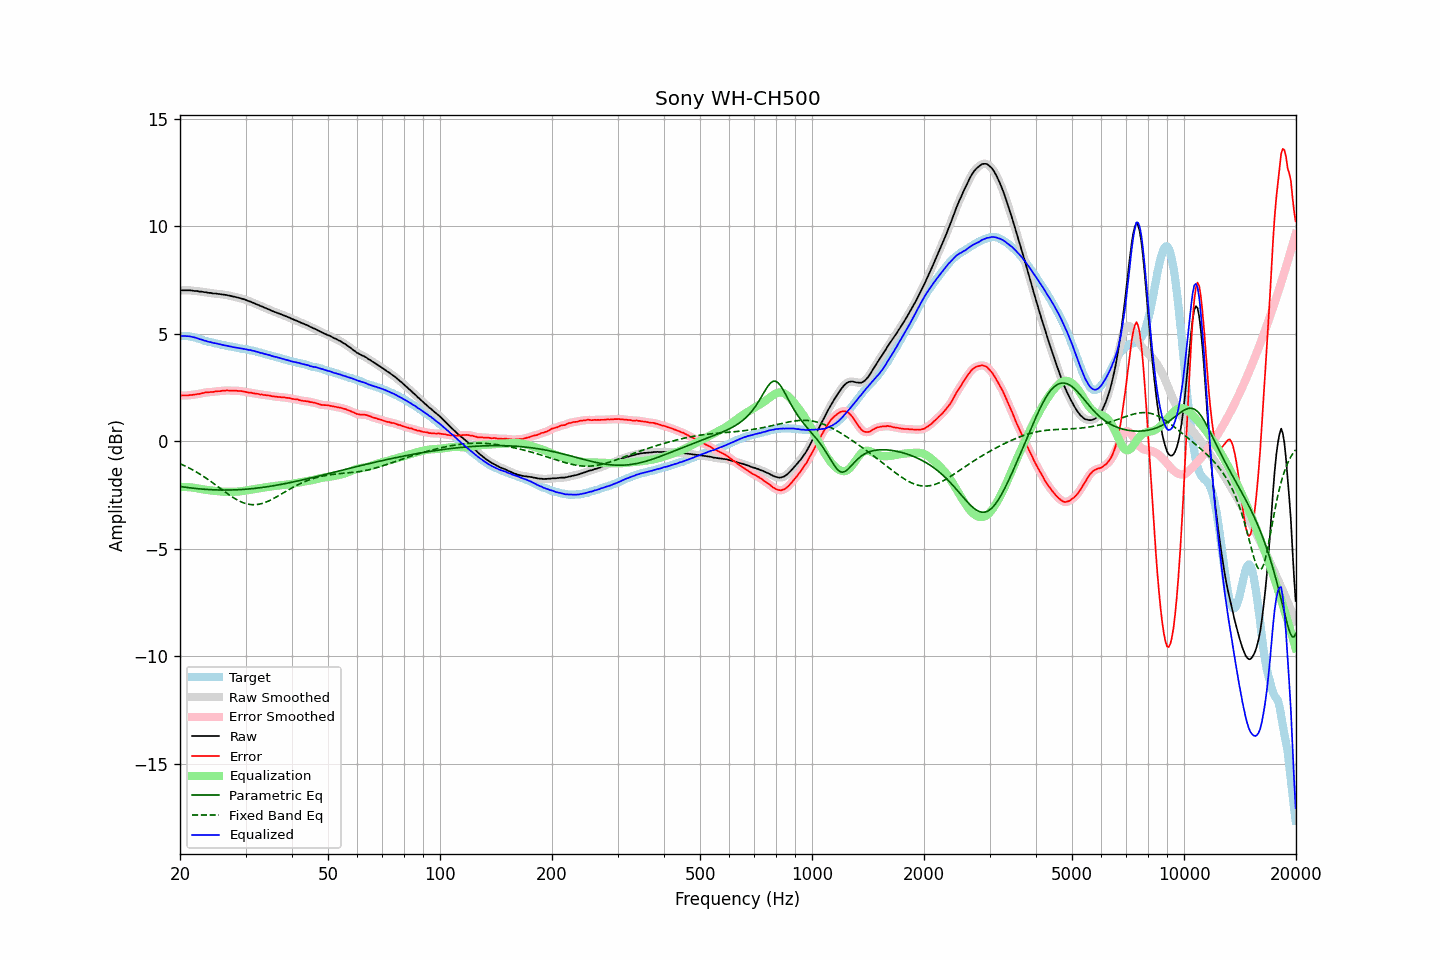 Sony WH-CH500
Amplitude (dBr)
15
10
5
0
−5
−10
−15
Target
Raw Smoothed
Error Smoothed
Raw
Error
Equalization
Parametric Eq
Fixed Band Eq
Equalized
20 50 100 200 500 1000 2000 5000 10000 20000
Frequency (Hz)